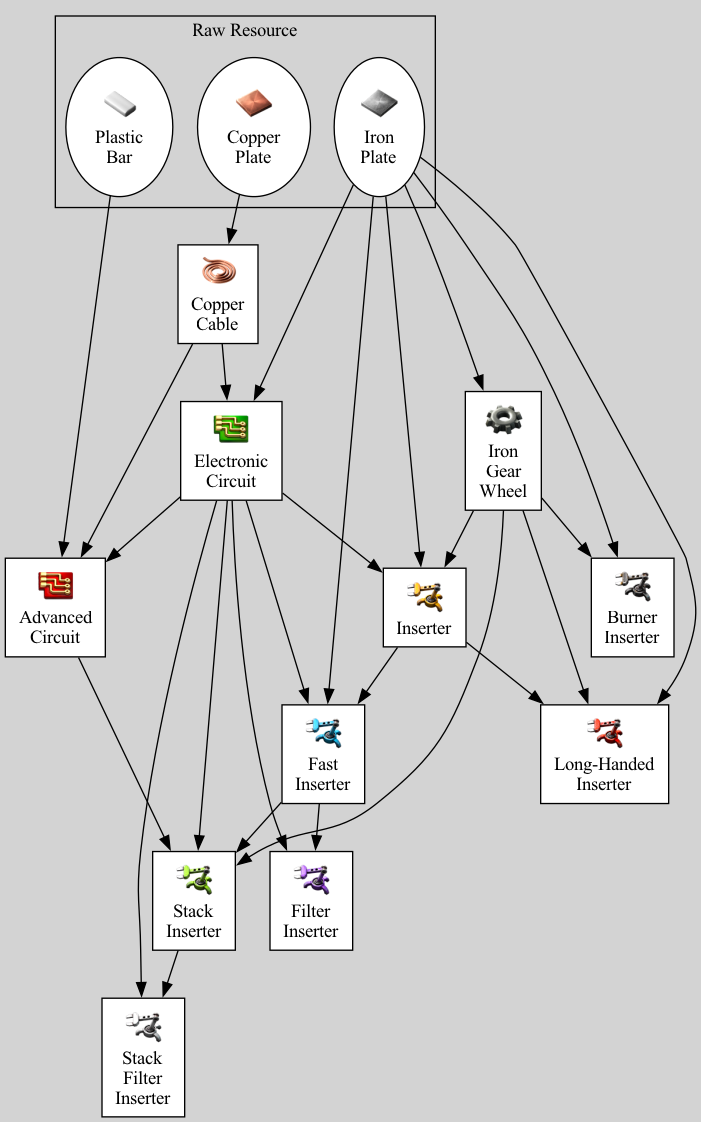 Raw Resource
Plastic
Bar
Copper
Plate
Iron
Plate
Copper
Cable
Electronic
Circuit
Iron
Gear
Wheel
Advanced
Circuit
Inserter
Burner
Inserter
Fast
Inserter
Long-Handed
Inserter
Stack
Inserter
Filter
Inserter
Stack
Filter
Inserter